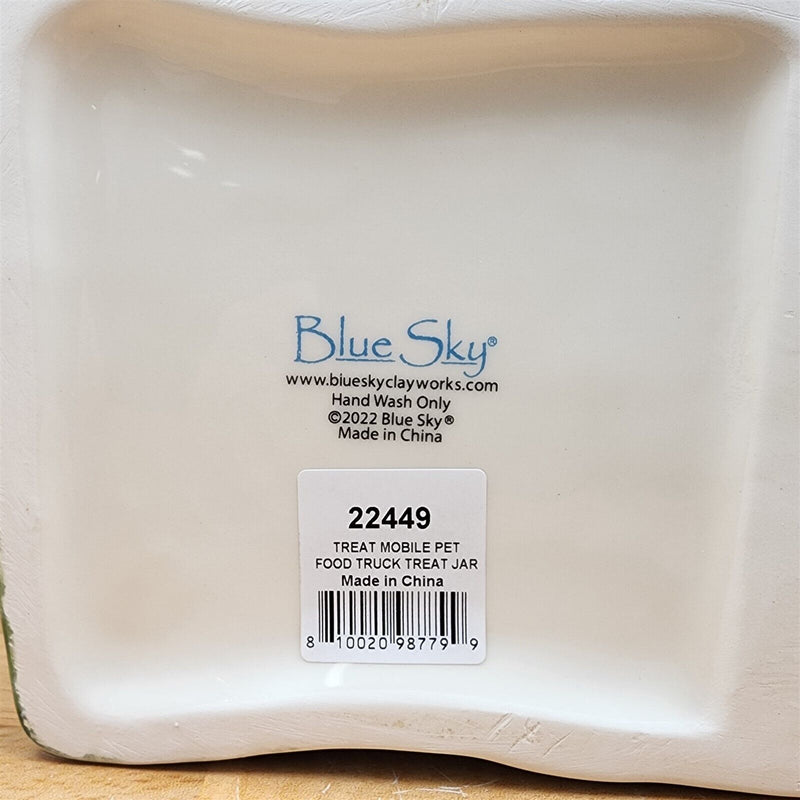 Blue Sky®
www.blueskyclayworks.com
Hand Wash Only
©2022 Blue Sky®
Made in China
22449
TREAT MOBILE PET
FOOD TRUCK TREAT JAR
Made in China
8 10020 98779 9